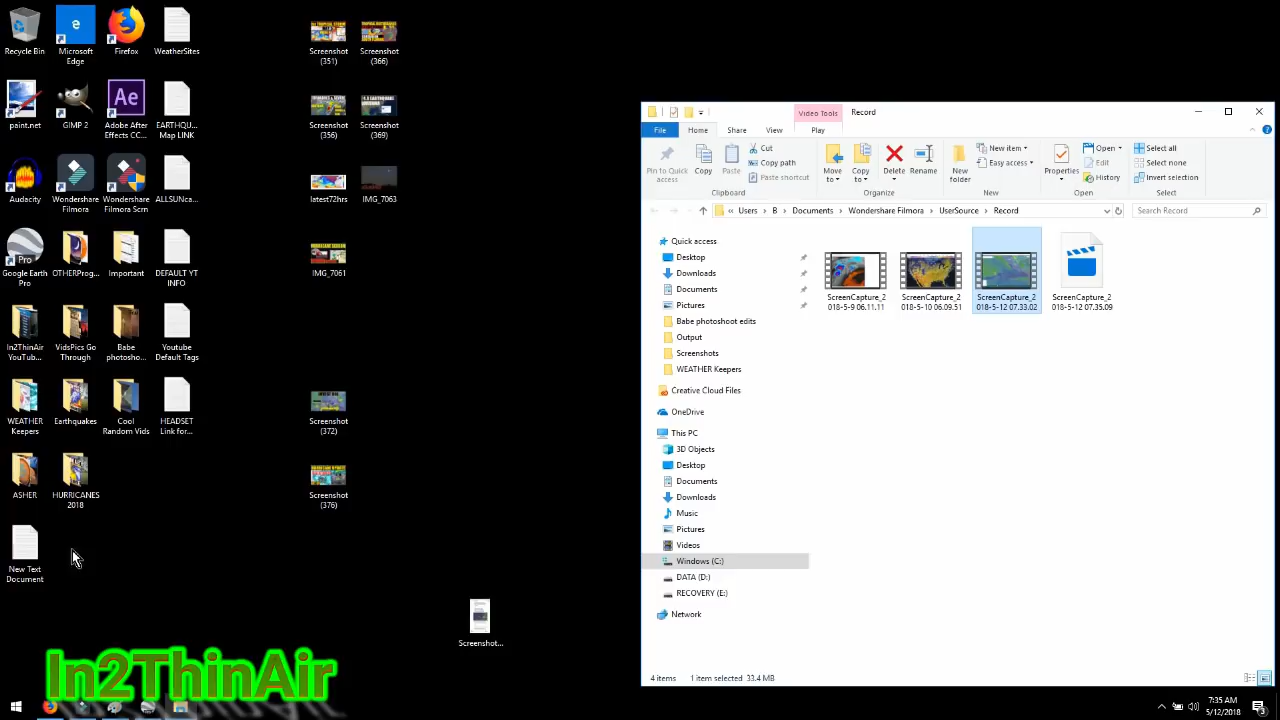 Recycle Bin
Microsoft
Edge
Firefox
WeatherSites
Screenshot
(351)
Screenshot
(366)
paint.net
GIMP 2
Adobe After
Effects CC...
EARTHQU...
Map LINK
Screenshot
(356)
Screenshot
(369)
Audacity
Wondershare
Filmora
Wondershare
Filmora Scrn
ALLSUNca...
latest72hrs
IMG_7063
Google Earth
Pro
OTHERProg...
Important
DEFAULT YT
INFO
IMG_7061
In2ThinAir
YouTub...
VidsPics Go
Through
Babe
photosho...
Youtube
Default Tags
WEATHER
Keepers
Earthquakes
Cool
Random Vids
HEADSET
Link for...
Screenshot
(372)
ASHER
HURRICANES
2018
Screenshot
(376)
New Text
Document
Screenshot...
In2ThinAir
Video Tools
Record
File
Home
Share
View
Play
Pin to Quick
access
Copy
Paste
Cut
Copy path
Paste shortcut
Clipboard
Move
to
Copy
to
Delete
Rename
Organize
New
folder
New item
Easy access
New
Properties
Open
Edit
History
Open
Select all
Select none
Invert selection
Select
« Users > B > Documents > Wondershare Filmora > UserSource > Record
Search Record
Quick access
Desktop
Downloads
Documents
Pictures
Babe photoshoot edits
Output
Screenshots
WEATHER Keepers
Creative Cloud Files
OneDrive
This PC
3D Objects
Desktop
Documents
Downloads
Music
Pictures
Videos
Windows (C:)
DATA (D:)
RECOVERY (E:)
Network
ScreenCapture_2
018-5-9 06.11.11
ScreenCapture_2
018-5-10 06.09.51
ScreenCapture_2
018-5-12 07.33.02
ScreenCapture_2
018-5-12 07.35.09
4 items
1 item selected 33.4 MB
7:35 AM
5/12/2018